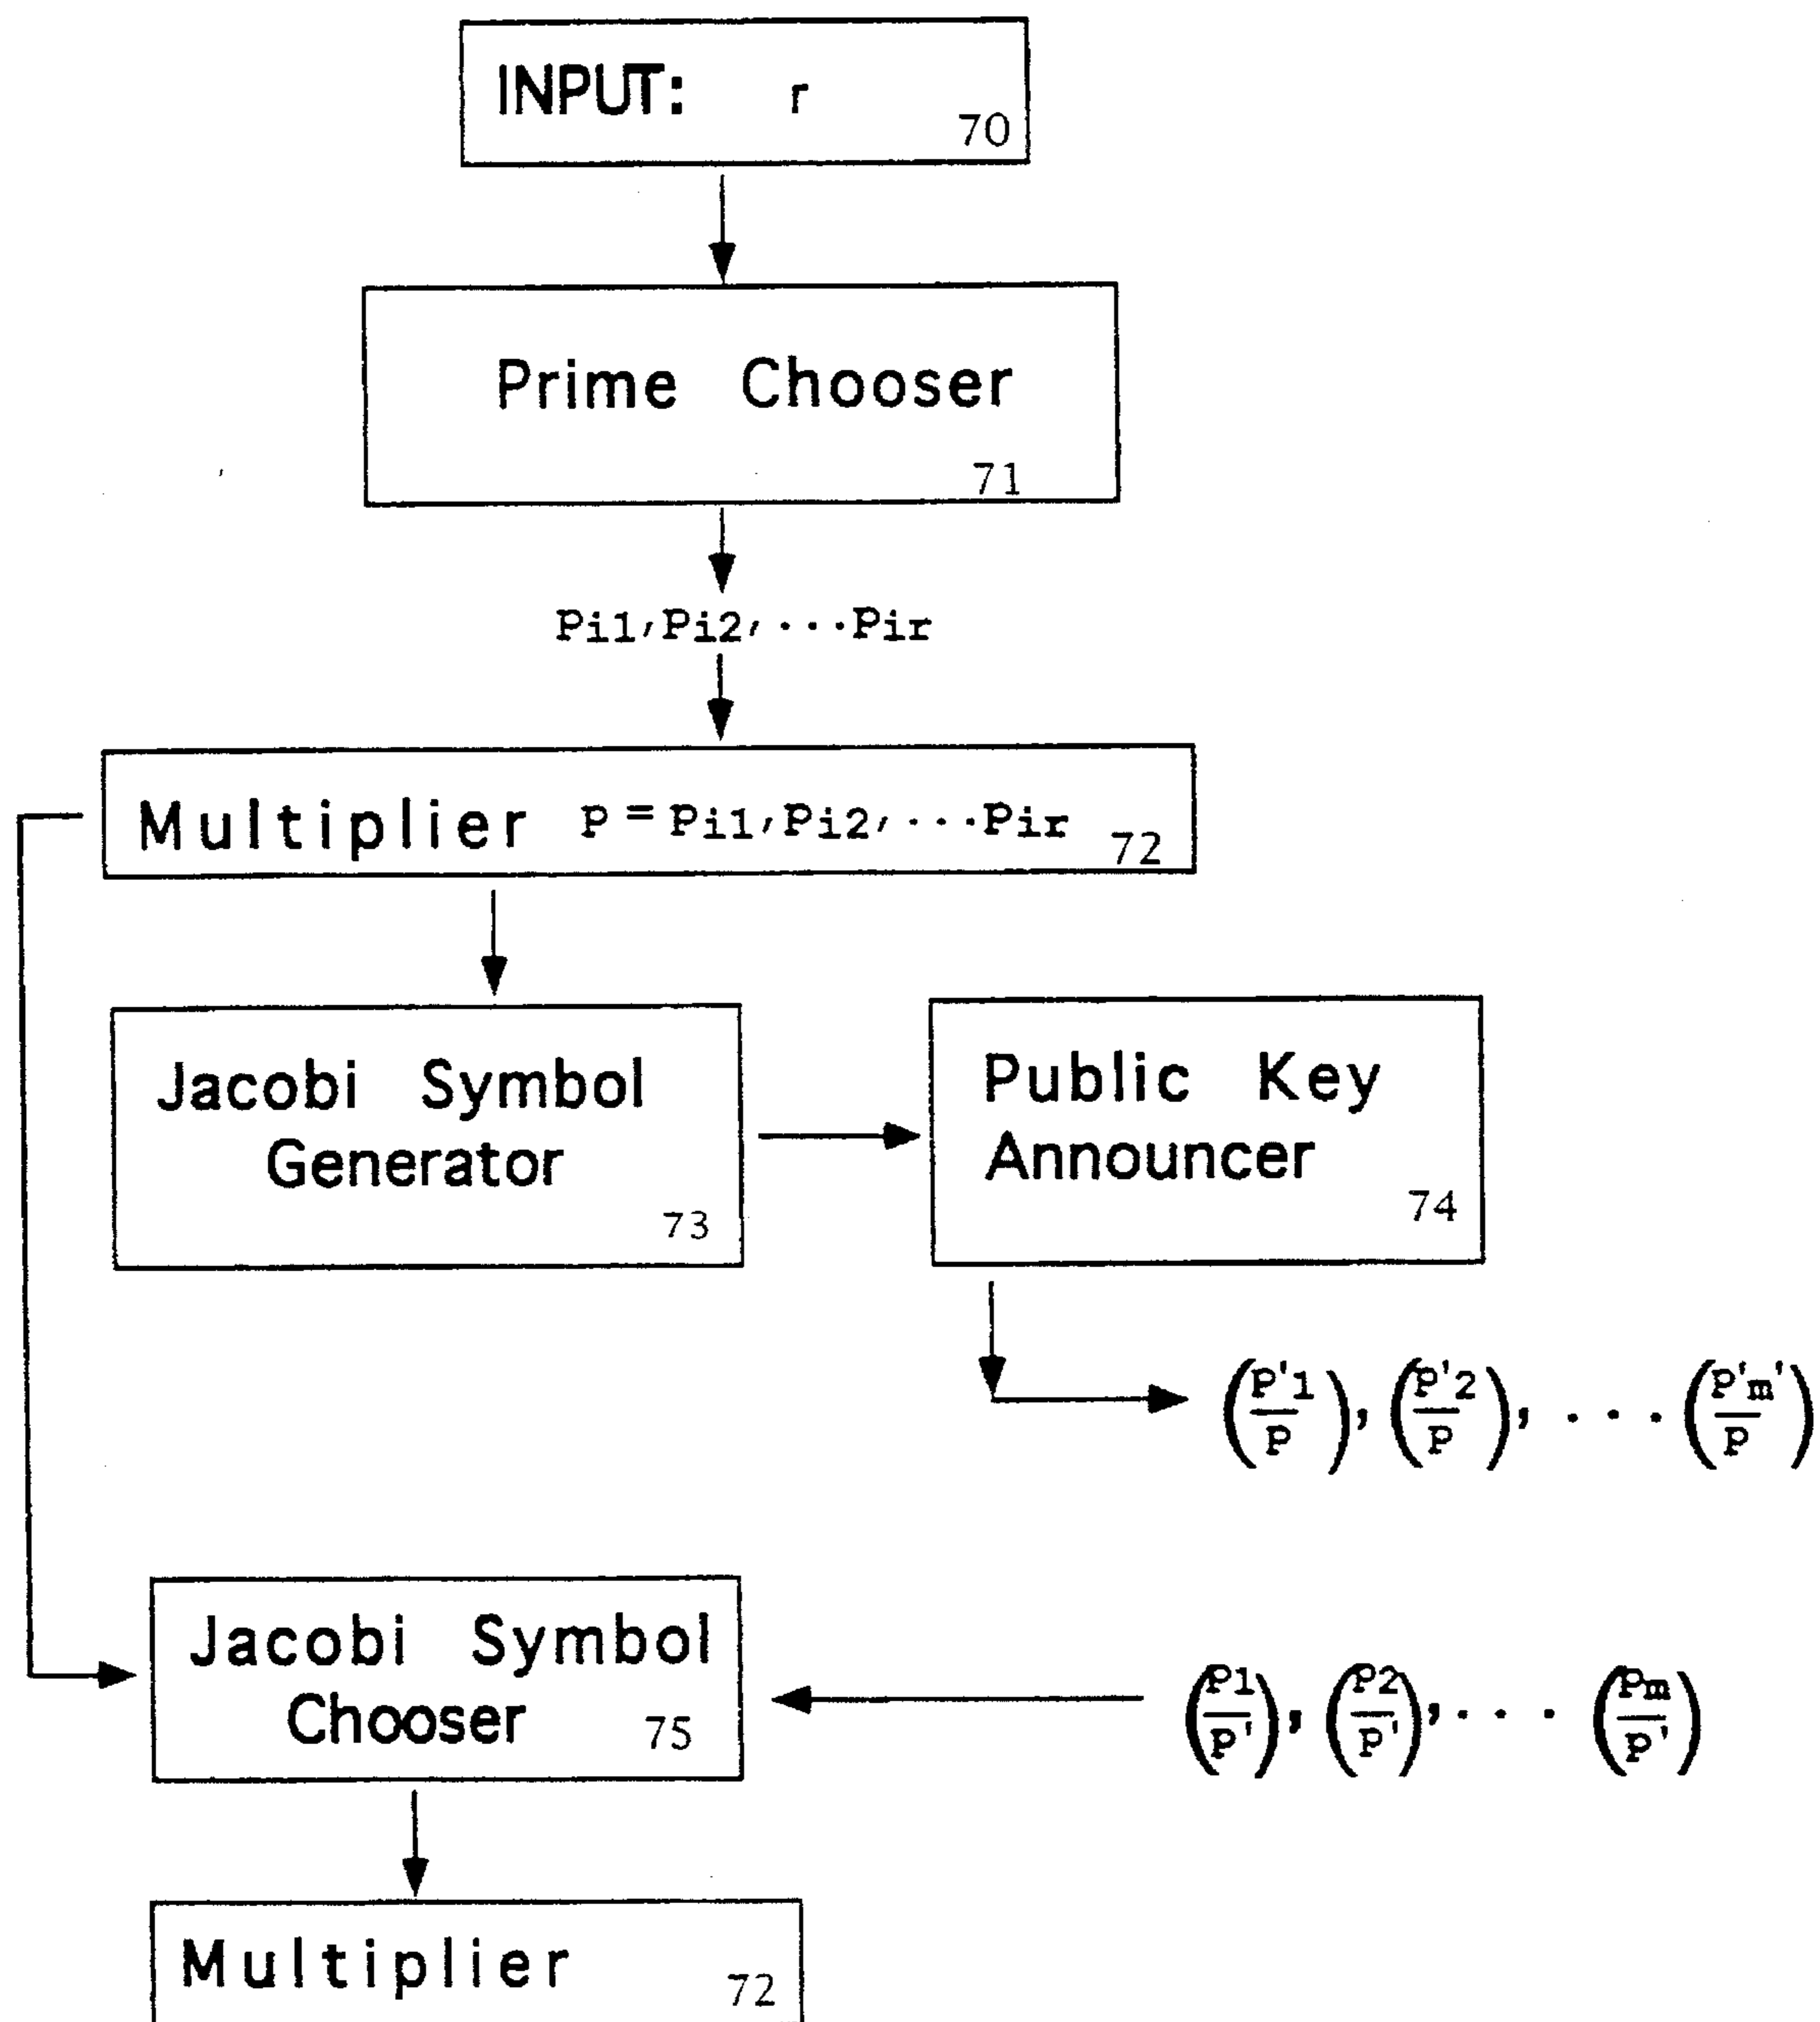 INPUT: r
70
Prime Chooser
71
Pi1, Pi2, ...Pir
Multiplier P = Pi1, Pi2, ...Pir
72
Jacobi Symbol
Generator
73
Public Key
Announcer
74
(P'1/P), (P'2/P), ... (P'm'/P)
Jacobi Symbol
Chooser 75
(P1/P'), (P2/P'), ... (Pm/P')
Multiplier 72